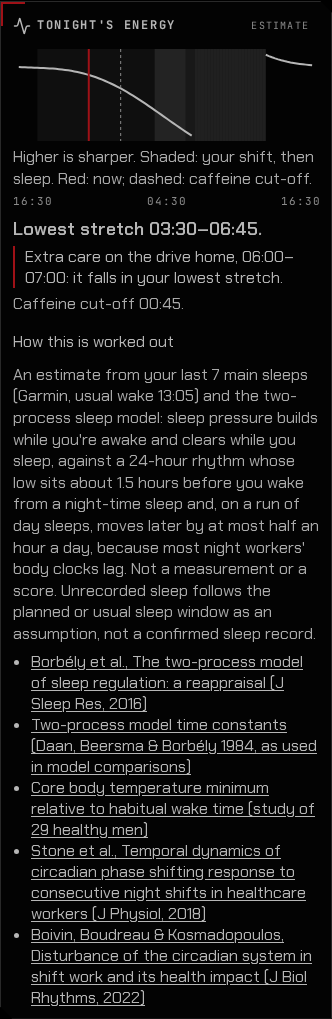 TONIGHT'S ENERGY
ESTIMATE
Higher is sharper. Shaded: your shift, then
sleep. Red: now; dashed: caffeine cut-off.
16:30 04:30 16:30
Lowest stretch 03:30–06:45.
Extra care on the drive home, 06:00–
07:00: it falls in your lowest stretch.
Caffeine cut-off 00:45.
How this is worked out
An estimate from your last 7 main sleeps
(Garmin, usual wake 13:05) and the two-
process sleep model: sleep pressure builds
while you're awake and clears while you
sleep, against a 24-hour rhythm whose
low sits about 1.5 hours before you wake
from a night-time sleep and, on a run of
day sleeps, moves later by at most half an
hour a day, because most night workers'
body clocks lag. Not a measurement or a
score. Unrecorded sleep follows the
planned or usual sleep window as an
assumption, not a confirmed sleep record.
• Borbély et al., The two-process model
of sleep regulation: a reappraisal (J
Sleep Res, 2016)
• Two-process model time constants
(Daan, Beersma & Borbély 1984, as used
in model comparisons)
• Core body temperature minimum
relative to habitual wake time (study of
29 healthy men)
• Stone et al., Temporal dynamics of
circadian phase shifting response to
consecutive night shifts in healthcare
workers (J Physiol, 2018)
• Boivin, Boudreau & Kosmadopoulos,
Disturbance of the circadian system in
shift work and its health impact (J Biol
Rhythms, 2022)